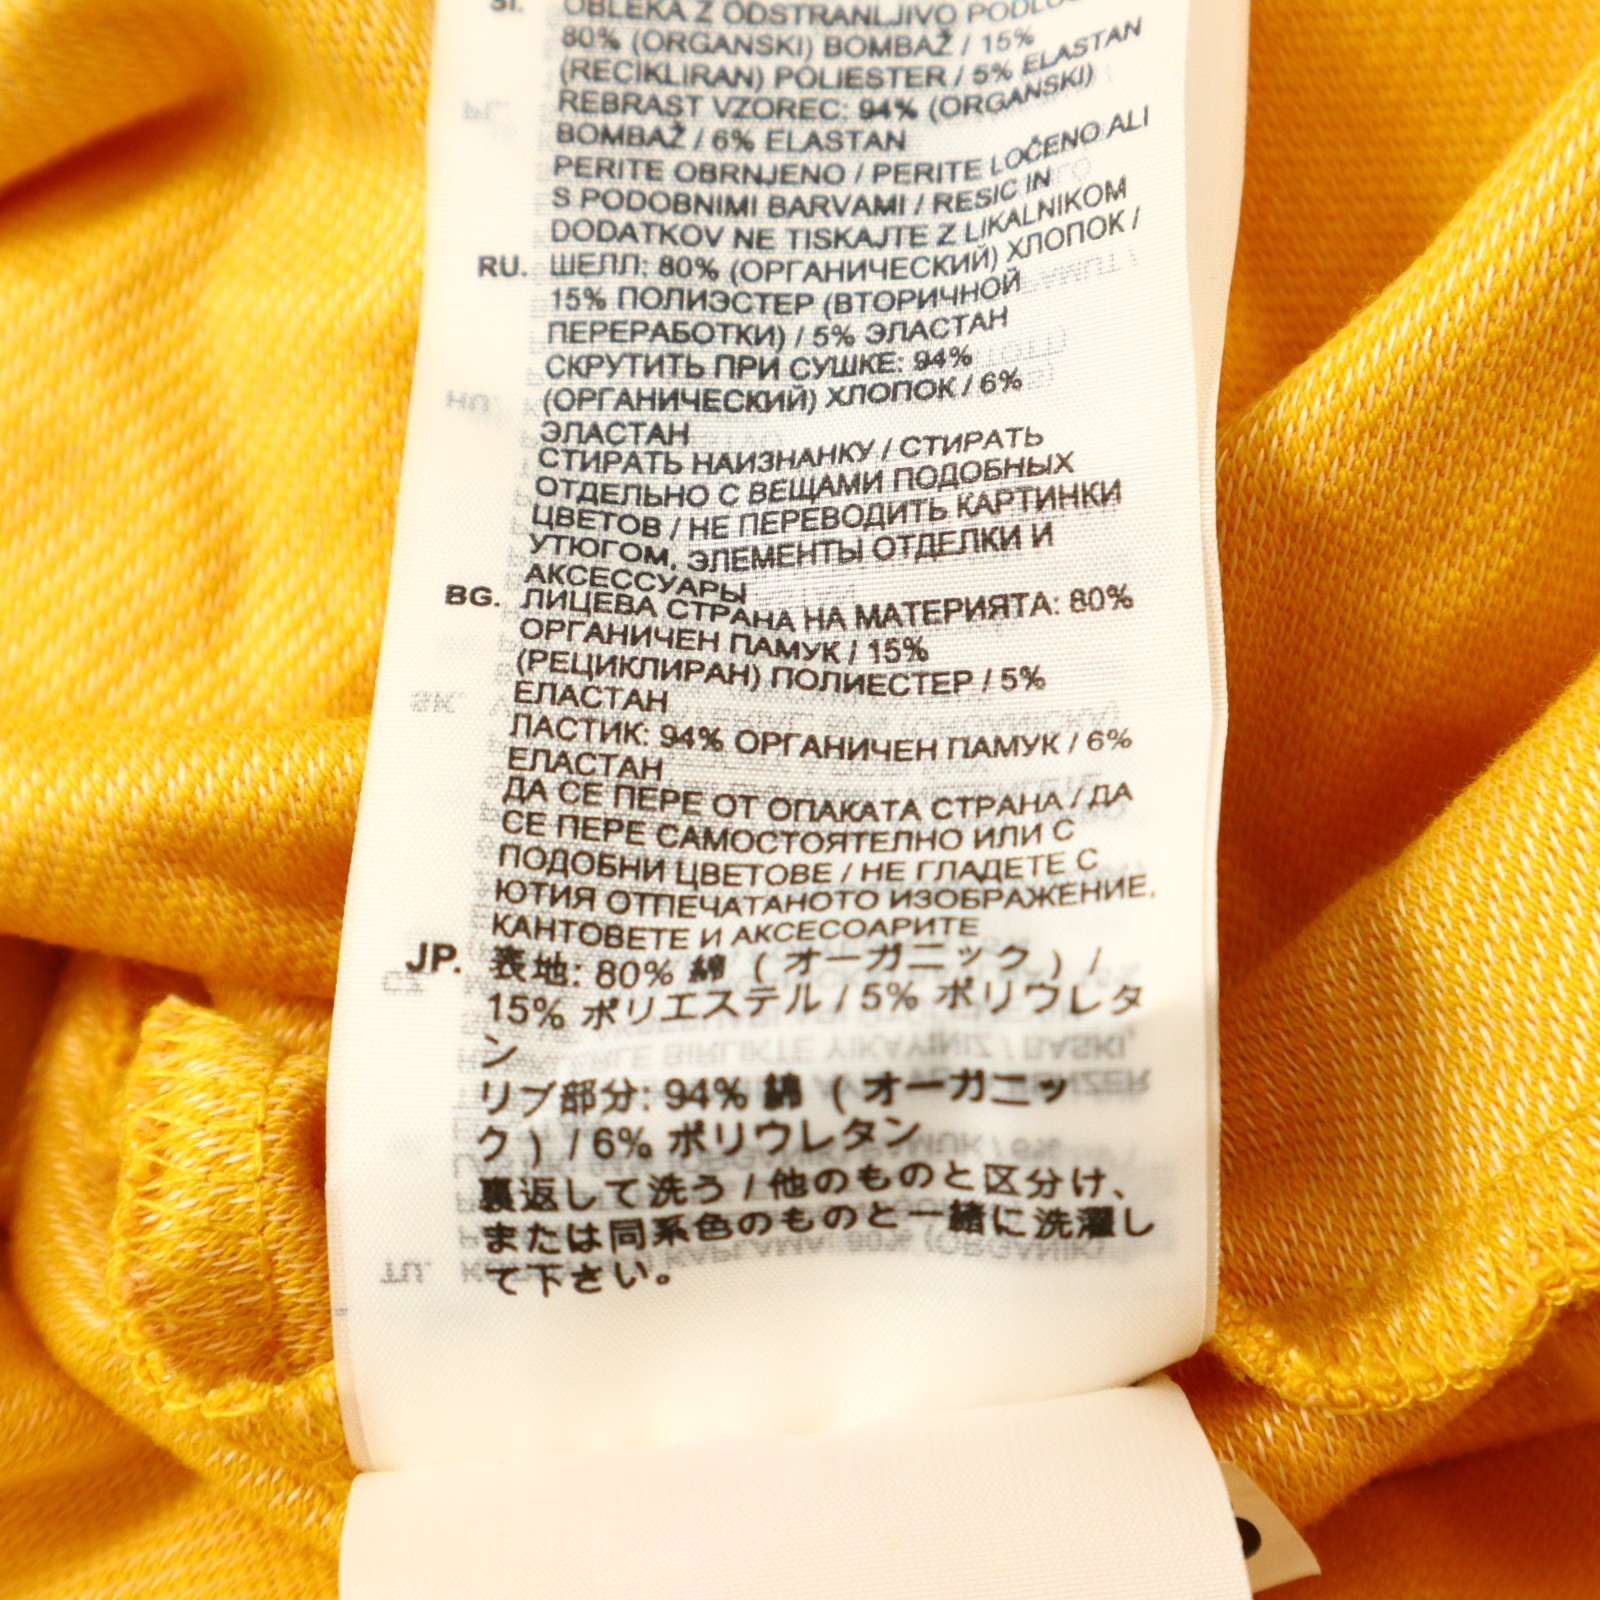 SI. OBLEKA Z ODSTRANLJIVO
80% (ORGANSKI) BOMBAŽ / 15%
(RECIKLIRAN) POLIESTER / 5% ELASTAN
REBRAST VZOREC: 94% (ORGANSKI)
BOMBAŽ / 6% ELASTAN
PERITE OBRNJENO / PERITE LOČENO ALI
S PODOBNIMI BARVAMI / RESIC IN
DODATKOV NE TISKAJTE Z LIKALNIKOM
RU. ШЕЛЛ: 80% (ОРГАНИЧЕСКИЙ) ХЛОПОК /
15% ПОЛИЭСТЕР (ВТОРИЧНОЙ
ПЕРЕРАБОТКИ) / 5% ЭЛАСТАН
СКРУТИТЬ ПРИ СУШКЕ: 94%
(ОРГАНИЧЕСКИЙ) ХЛОПОК / 6%
ЭЛАСТАН
СТИРАТЬ НАИЗНАНКУ / СТИРАТЬ
ОТДЕЛЬНО С ВЕЩАМИ ПОДОБНЫХ
ЦВЕТОВ / НЕ ПЕРЕВОДИТЬ КАРТИНКИ
УТЮГОМ, ЭЛЕМЕНТЫ ОТДЕЛКИ И
АКСЕССУАРЫ
BG. ЛИЦЕВА СТРАНА НА МАТЕРИЯТА: 80%
ОРГАНИЧЕН ПАМУК / 15%
(РЕЦИКЛИРАН) ПОЛИЕСТЕР / 5%
ЕЛАСТАН
ЛАСТИК: 94% ОРГАНИЧЕН ПАМУК / 6%
ЕЛАСТАН
ДА СЕ ПЕРЕ ОТ ОПАКАТА СТРАНА / ДА
СЕ ПЕРЕ САМОСТОЯТЕЛНО ИЛИ С
ПОДОБНИ ЦВЕТОВЕ / НЕ ГЛАДЕТЕ С
ЮТИЯ ОТПЕЧАТАНОТО ИЗОБРАЖЕНИЕ,
КАНТОВЕТЕ И АКСЕСОАРИТЕ
JP. 表地: 80% 綿 (オーガニック) /
15% ポリエステル / 5% ポリウレタ
ン
リブ部分: 94% 綿 (オーガニッ
ク) / 6% ポリウレタン
裏返して洗う / 他のものと区分け、
または同系色のものと一緒に洗濯し
て下さい。